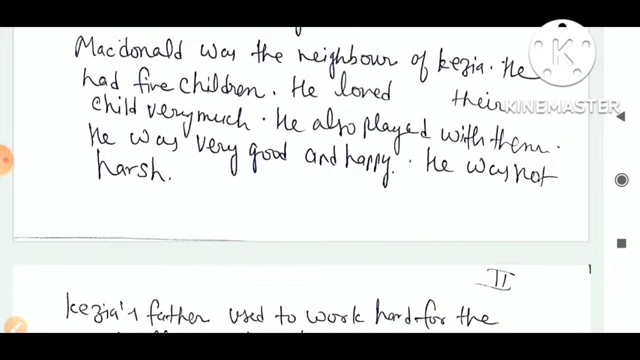 Macdonald was the neighbour of kezia. He
had five children. He loved their
child very much. He also played with them.
He was very good and happy. He was not
harsh.
K
KINEMASTER
II
Kezia's father used to work hard for the